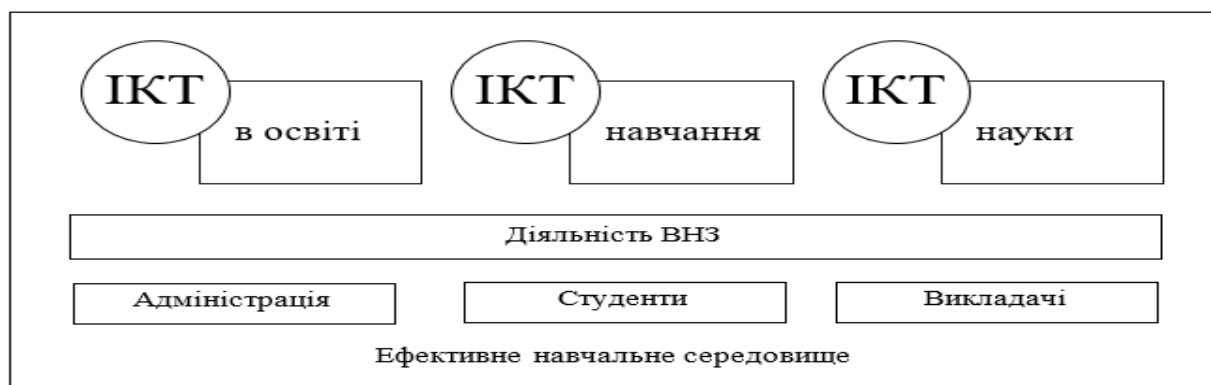 ІКТ
в освіті
ІКТ
навчання
ІКТ
науки
Діяльність ВНЗ
Адміністрація
Студенти
Викладачі
Ефективне навчальне середовище